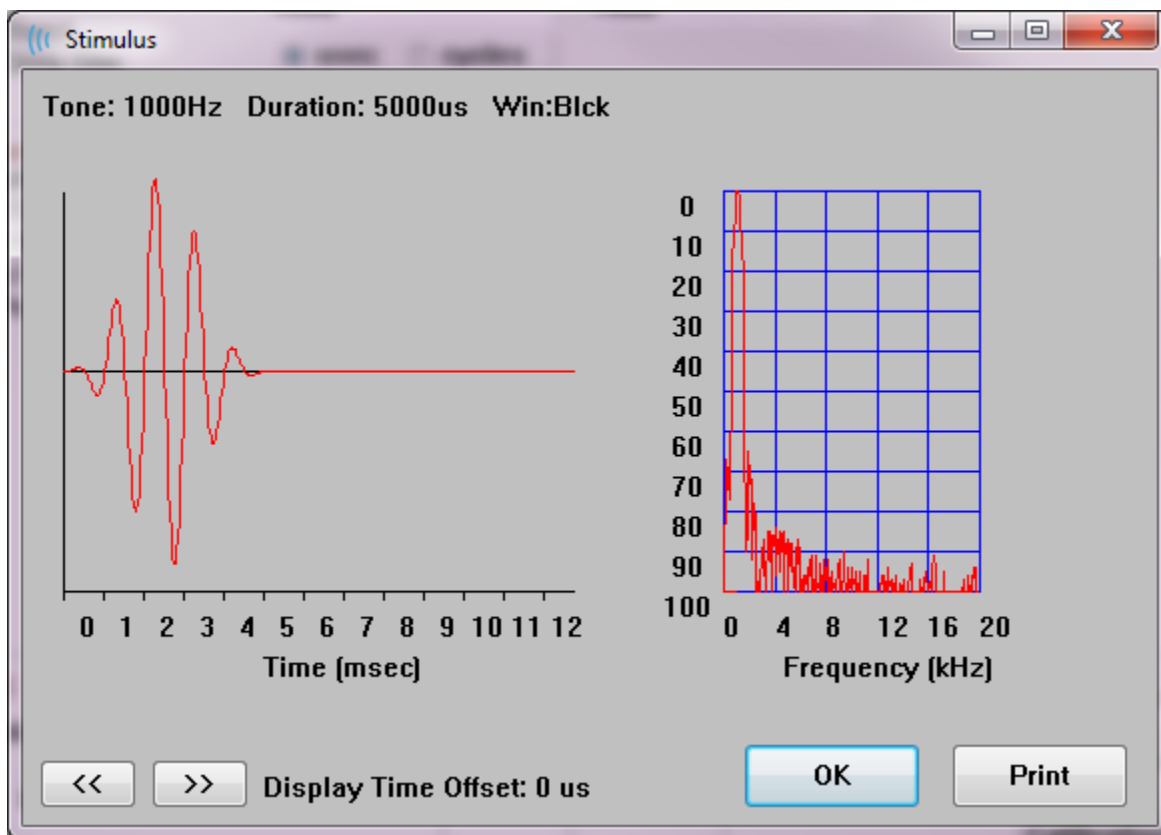 Stimulus
Tone: 1000Hz Duration: 5000us Win:Blck
0
10
20
30
40
50
60
70
80
90
100
0 1 2 3 4 5 6 7 8 9 10 11 12
Time (msec)
0 4 8 12 16 20
Frequency (kHz)
<< >> Display Time Offset: 0 us
OK Print